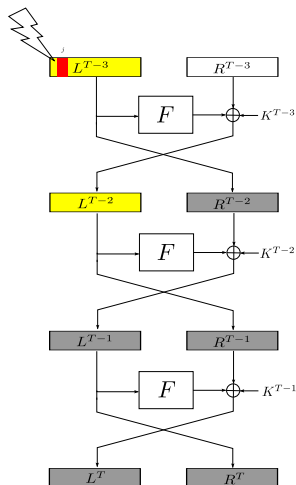 j
L^{T-3} R^{T-3}
F K^{T-3}
L^{T-2} R^{T-2}
F K^{T-2}
L^{T-1} R^{T-1}
F K^{T-1}
L^{T} R^{T}